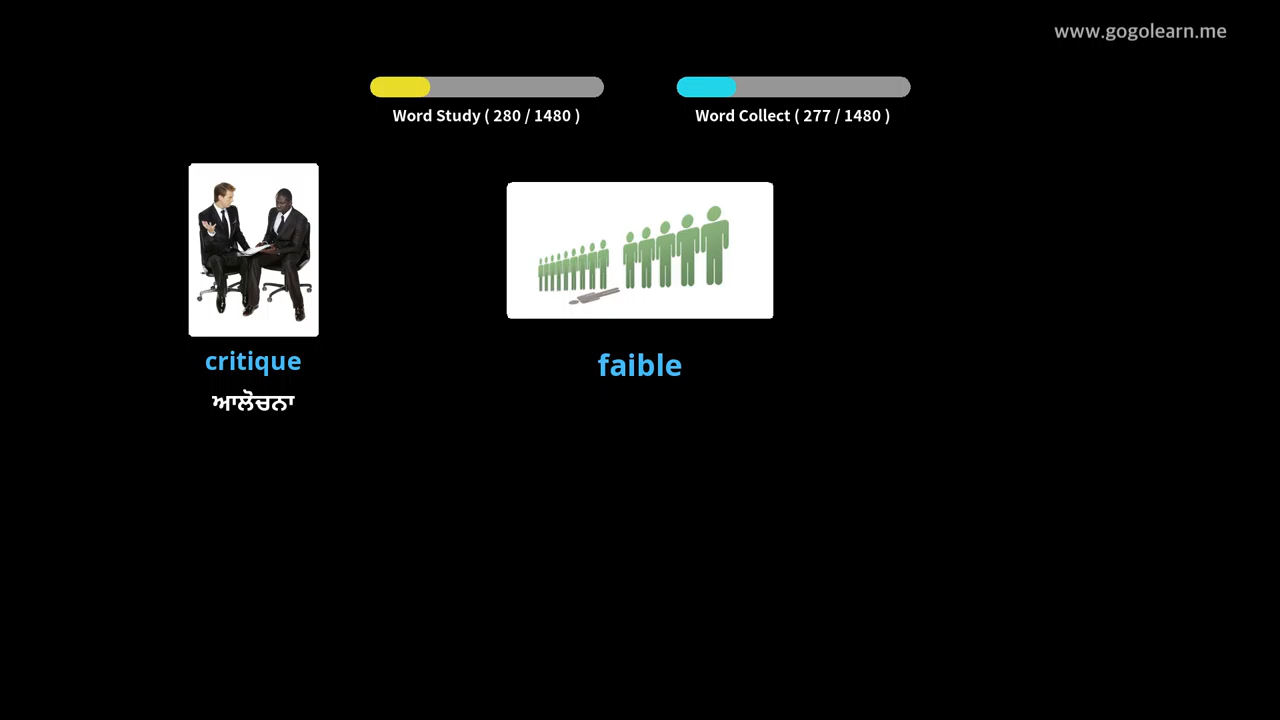 www.gogolearn.me
Word Study ( 280 / 1480 )
Word Collect ( 277 / 1480 )
critique
ਆਲੋਚਨਾ
faible